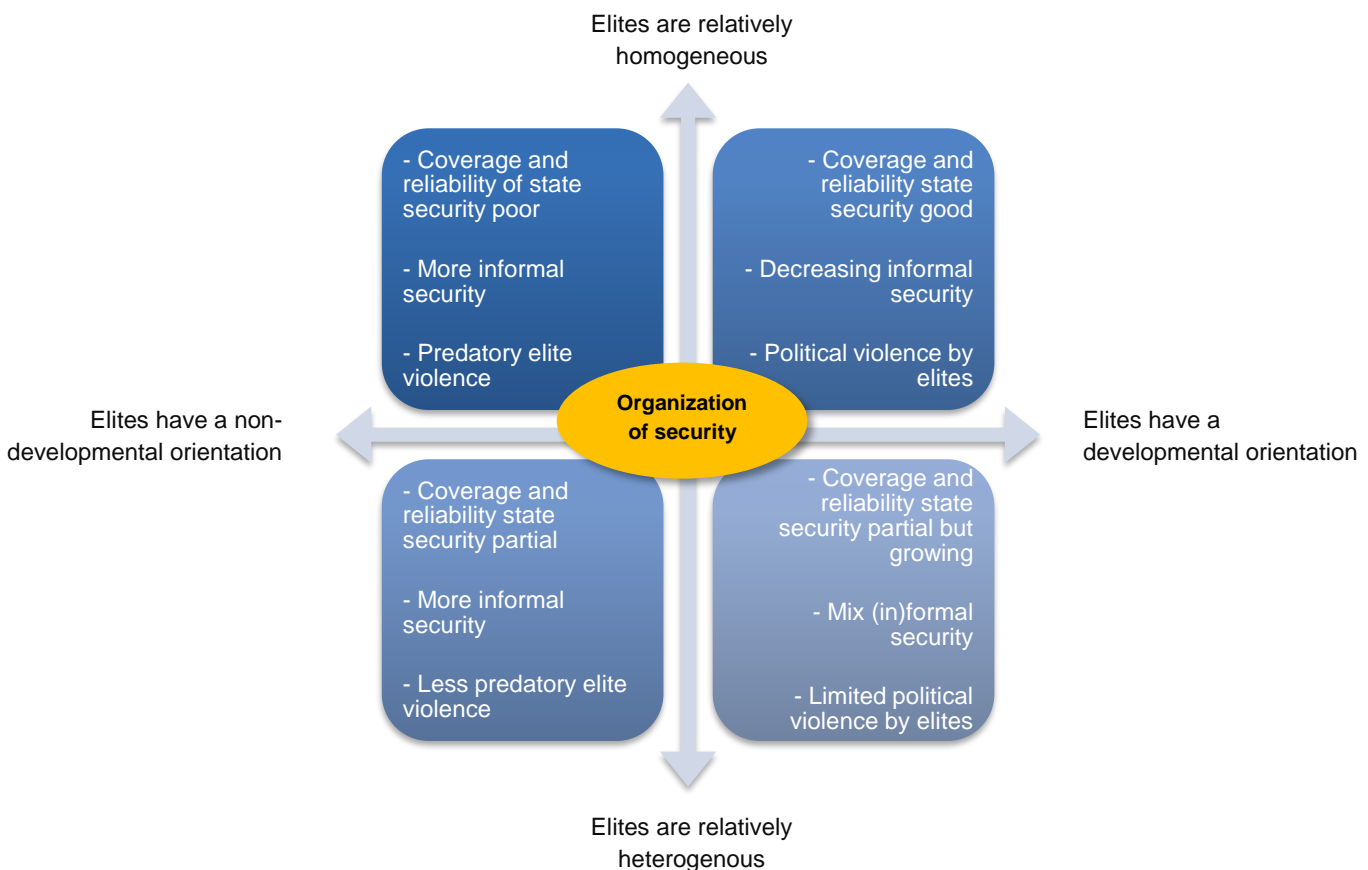 Elites are relatively
homogeneous
- Coverage and
reliability of state
security poor
- More informal
security
- Predatory elite
violence
- Coverage and
reliability state
security good
- Decreasing informal
security
- Political violence by
elites
Elites have a non-
developmental orientation
Organization
of security
Elites have a
developmental orientation
- Coverage and
reliability state
security partial
- More informal
security
- Less predatory elite
violence
- Coverage and
reliability state
security partial but
growing
- Mix (in)formal
security
- Limited political
violence by elites
Elites are relatively
heterogenous